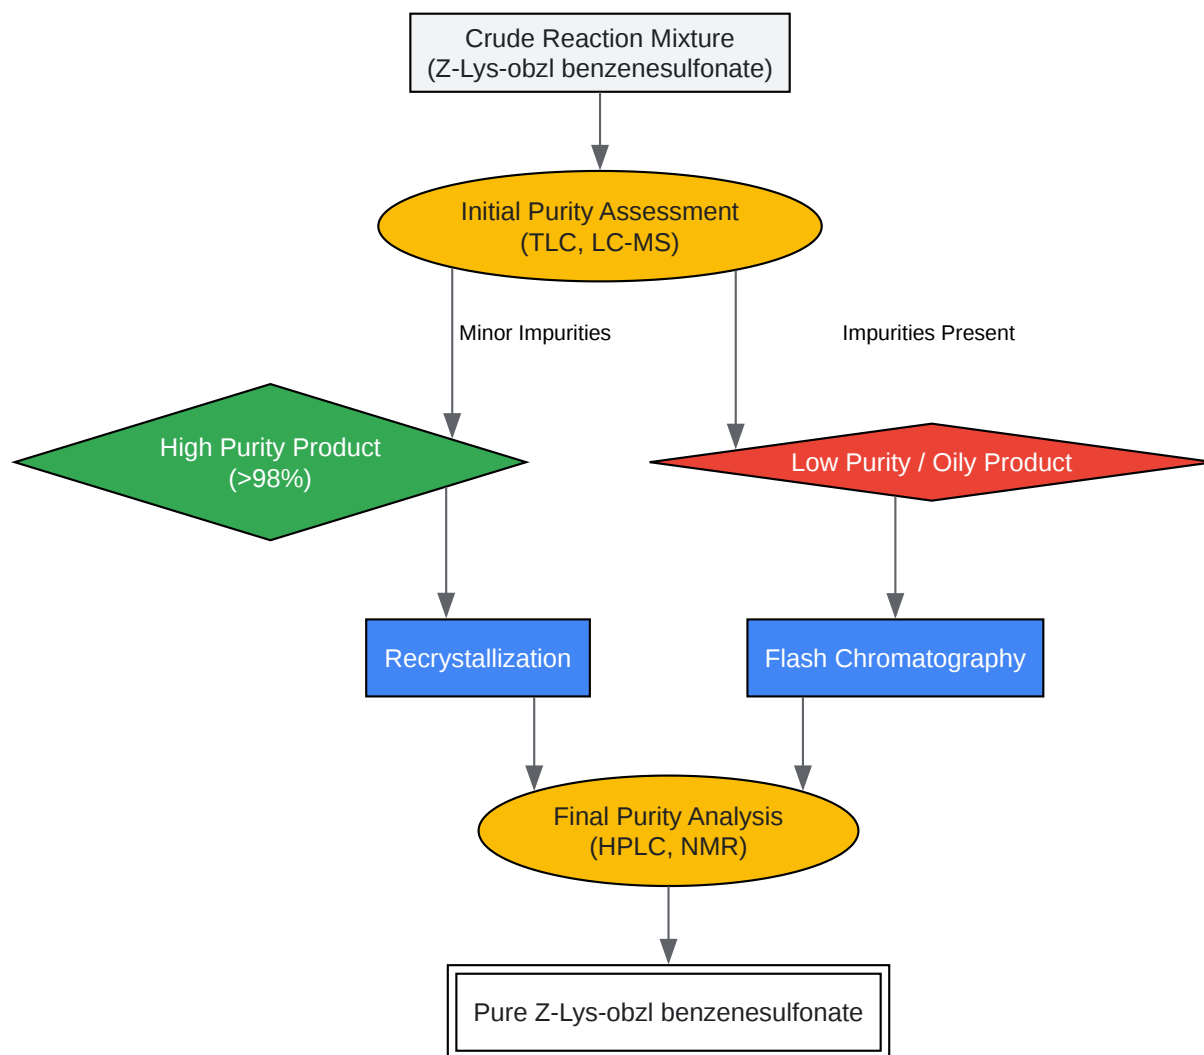 Crude Reaction Mixture
(Z-Lys-obzl benzenesulfonate)
Initial Purity Assessment
(TLC, LC-MS)
Minor Impurities
Impurities Present
High Purity Product
(>98%)
Low Purity / Oily Product
Recrystallization
Flash Chromatography
Final Purity Analysis
(HPLC, NMR)
Pure Z-Lys-obzl benzenesulfonate